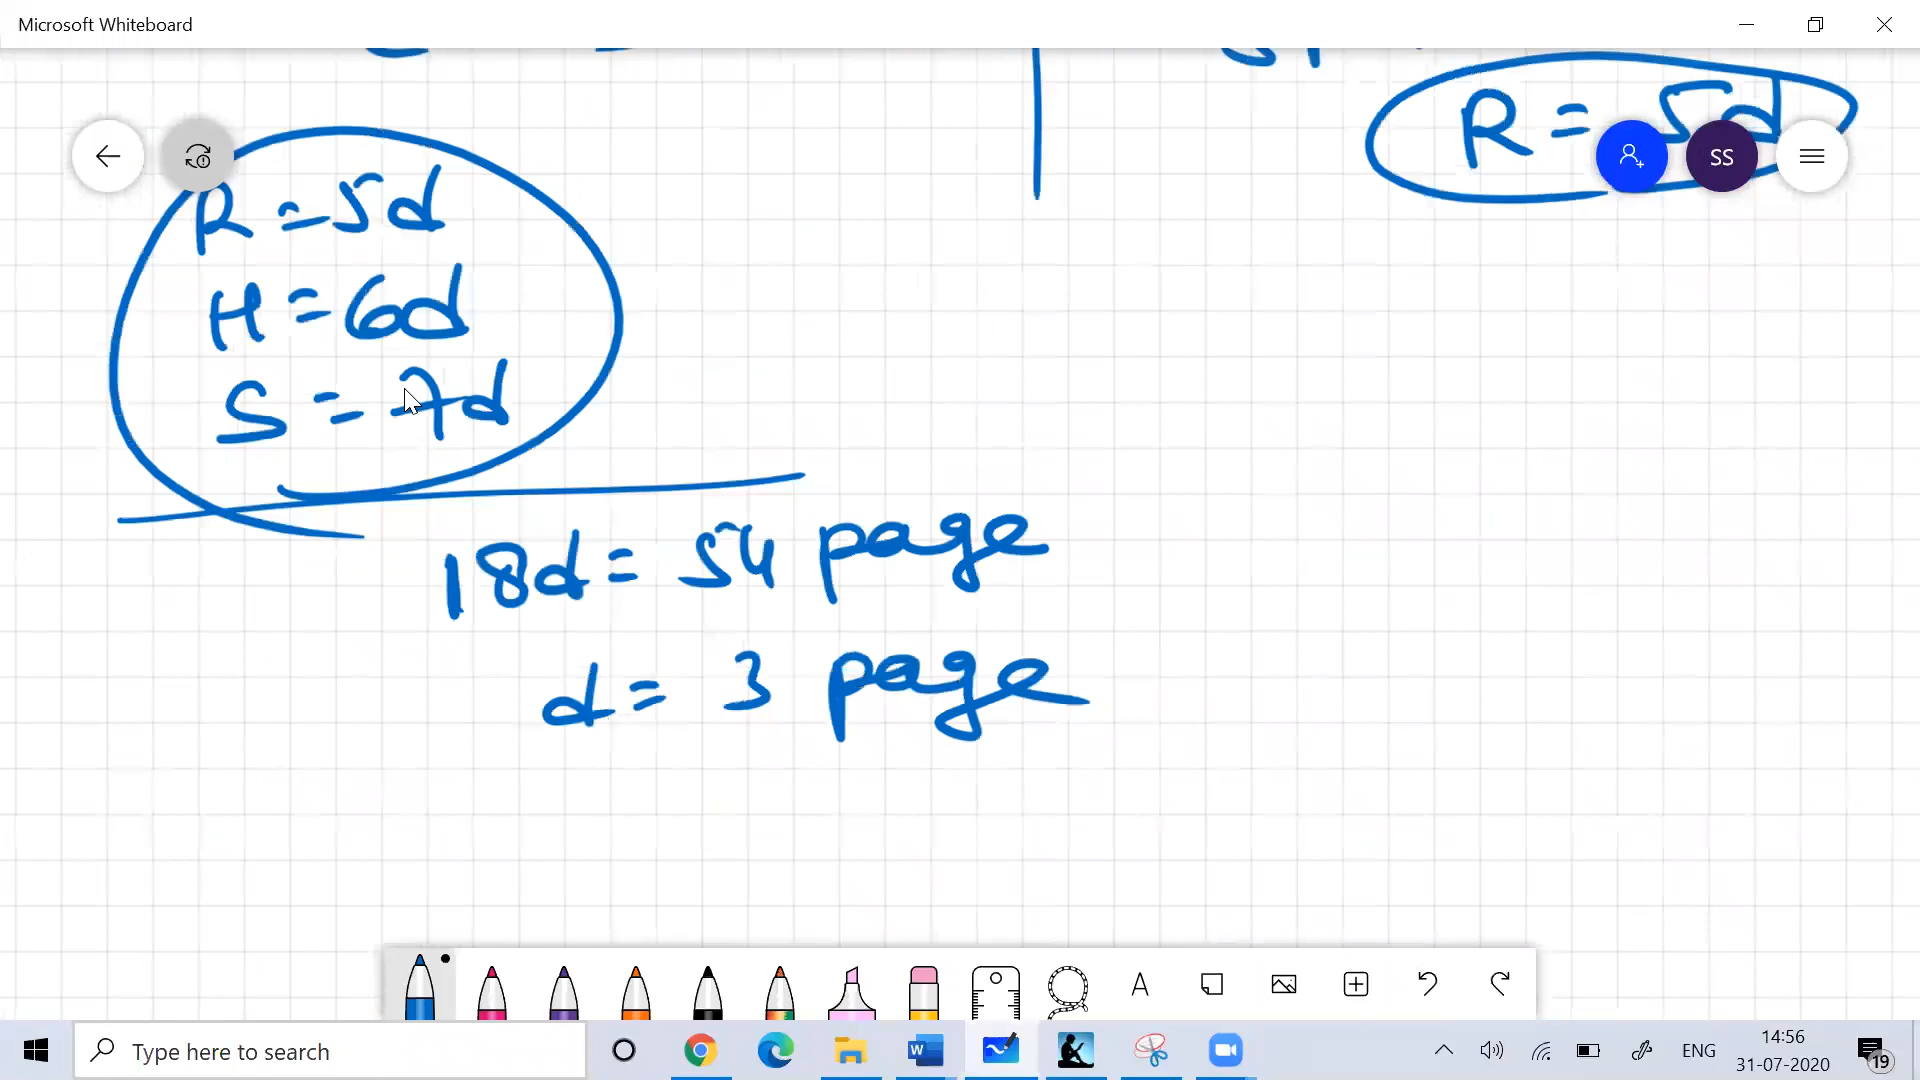 Microsoft Whiteboard
R = 5d
SS
R = 5d
H = 6d
S = 7d
18d = 54 page
d = 3 page
A
Type here to search
W
ENG
14:56
31-07-2020
19